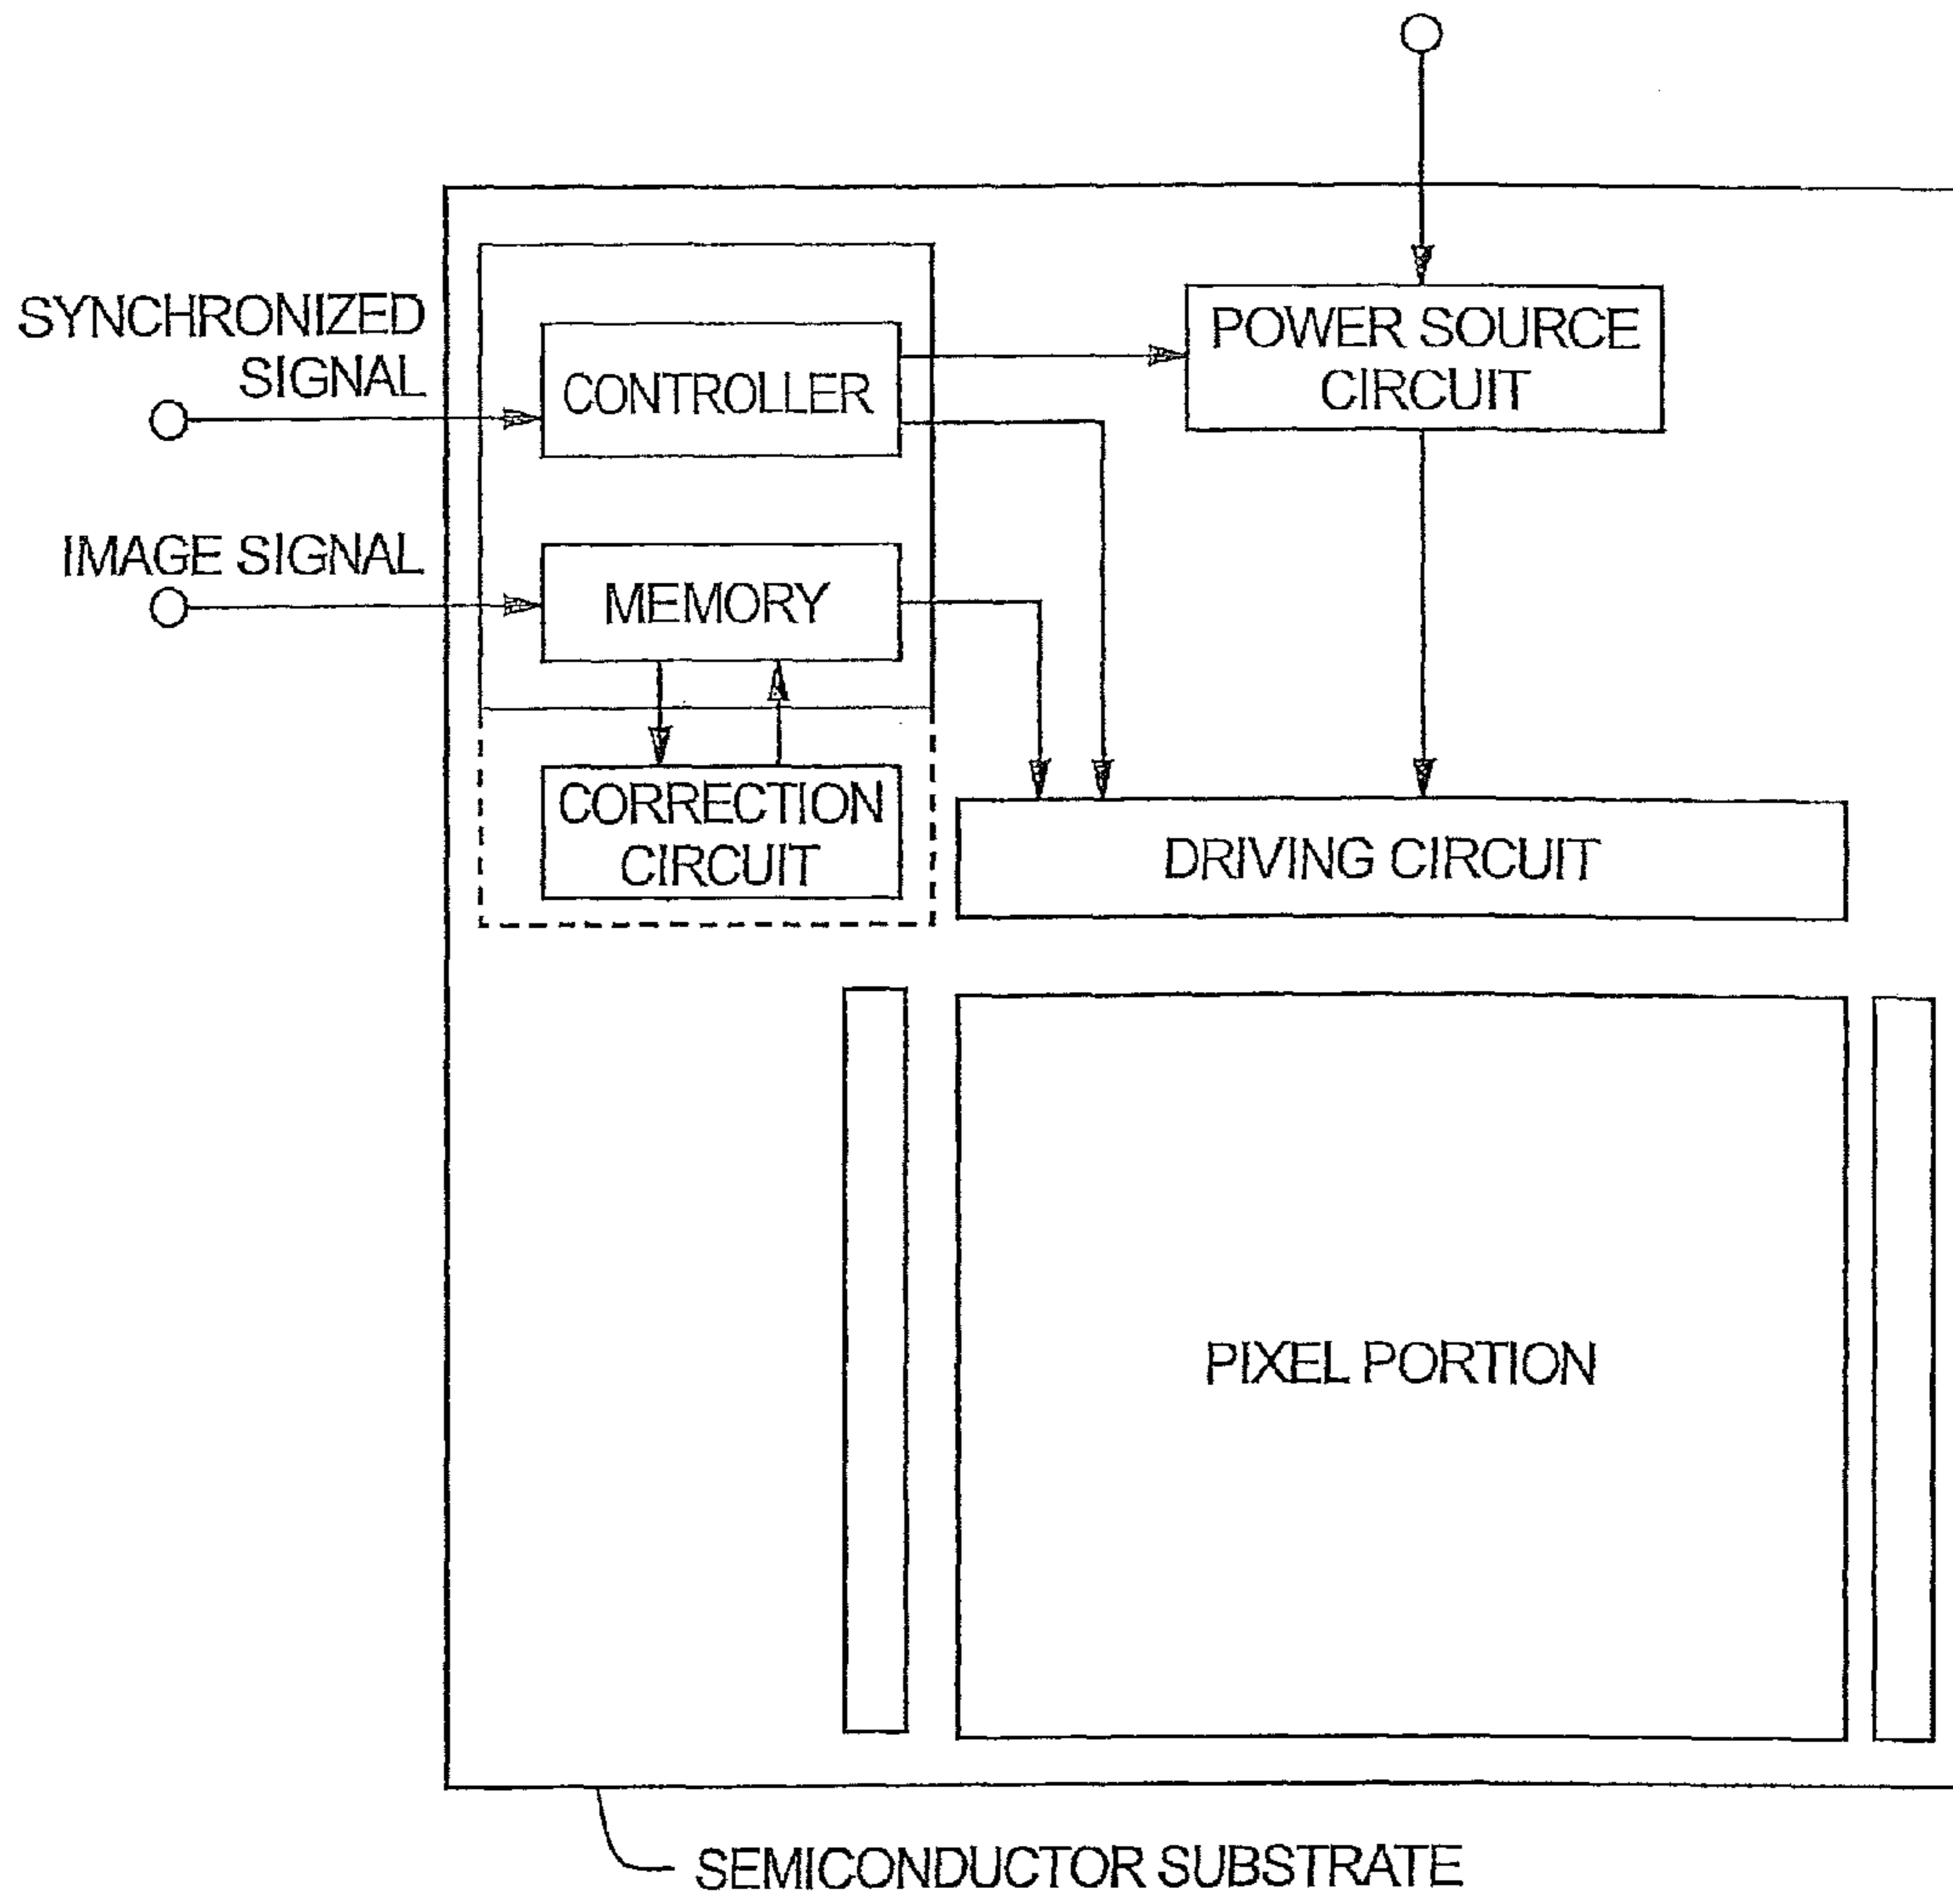 SYNCHRONIZED
SIGNAL
CONTROLLER
POWER SOURCE
CIRCUIT
IMAGE SIGNAL
MEMORY
CORRECTION
CIRCUIT
DRIVING CIRCUIT
PIXEL PORTION
SEMICONDUCTOR SUBSTRATE